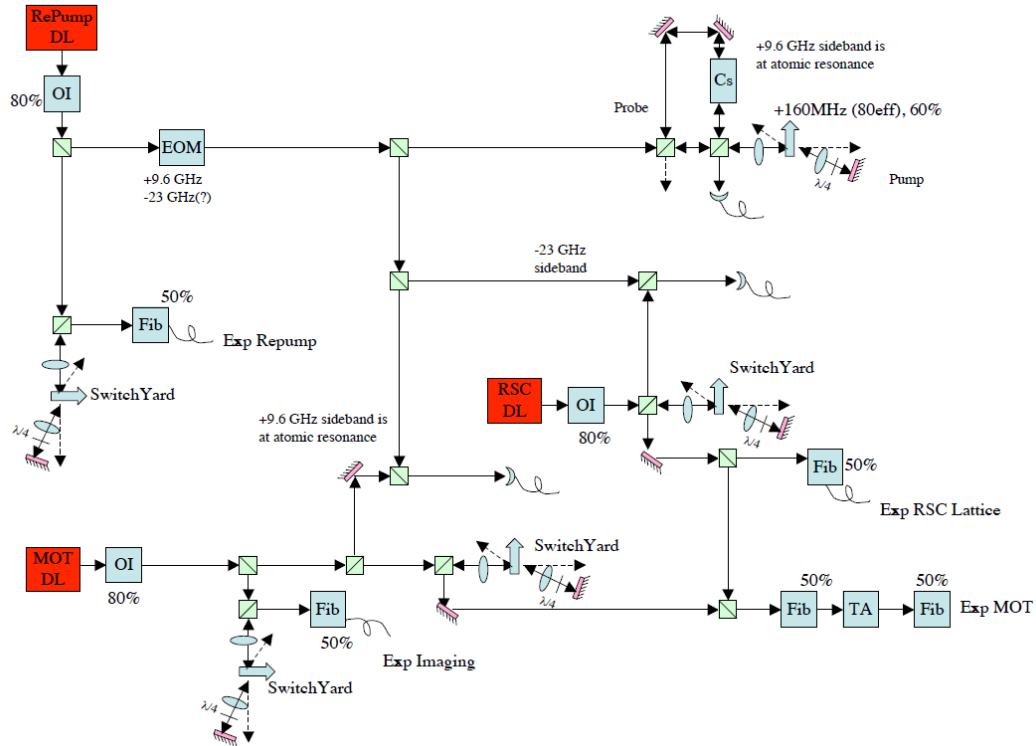 RePump
DL
80%
OI
EOM
+9.6 GHz
-23 GHz(?)
Probe
Cs
+9.6 GHz sideband is
at atomic resonance
+160MHz (80eff), 60%
λ/4
Pump
-23 GHz
sideband
50%
Fib
Exp Repump
SwitchYard
λ/4
RSC
DL
OI
80%
SwitchYard
λ/4
+9.6 GHz sideband is
at atomic resonance
Fib
50%
Exp RSC Lattice
MOT
DL
OI
80%
SwitchYard
λ/4
Fib
50%
Exp Imaging
SwitchYard
λ/4
50%
Fib
TA
50%
Fib
Exp MOT